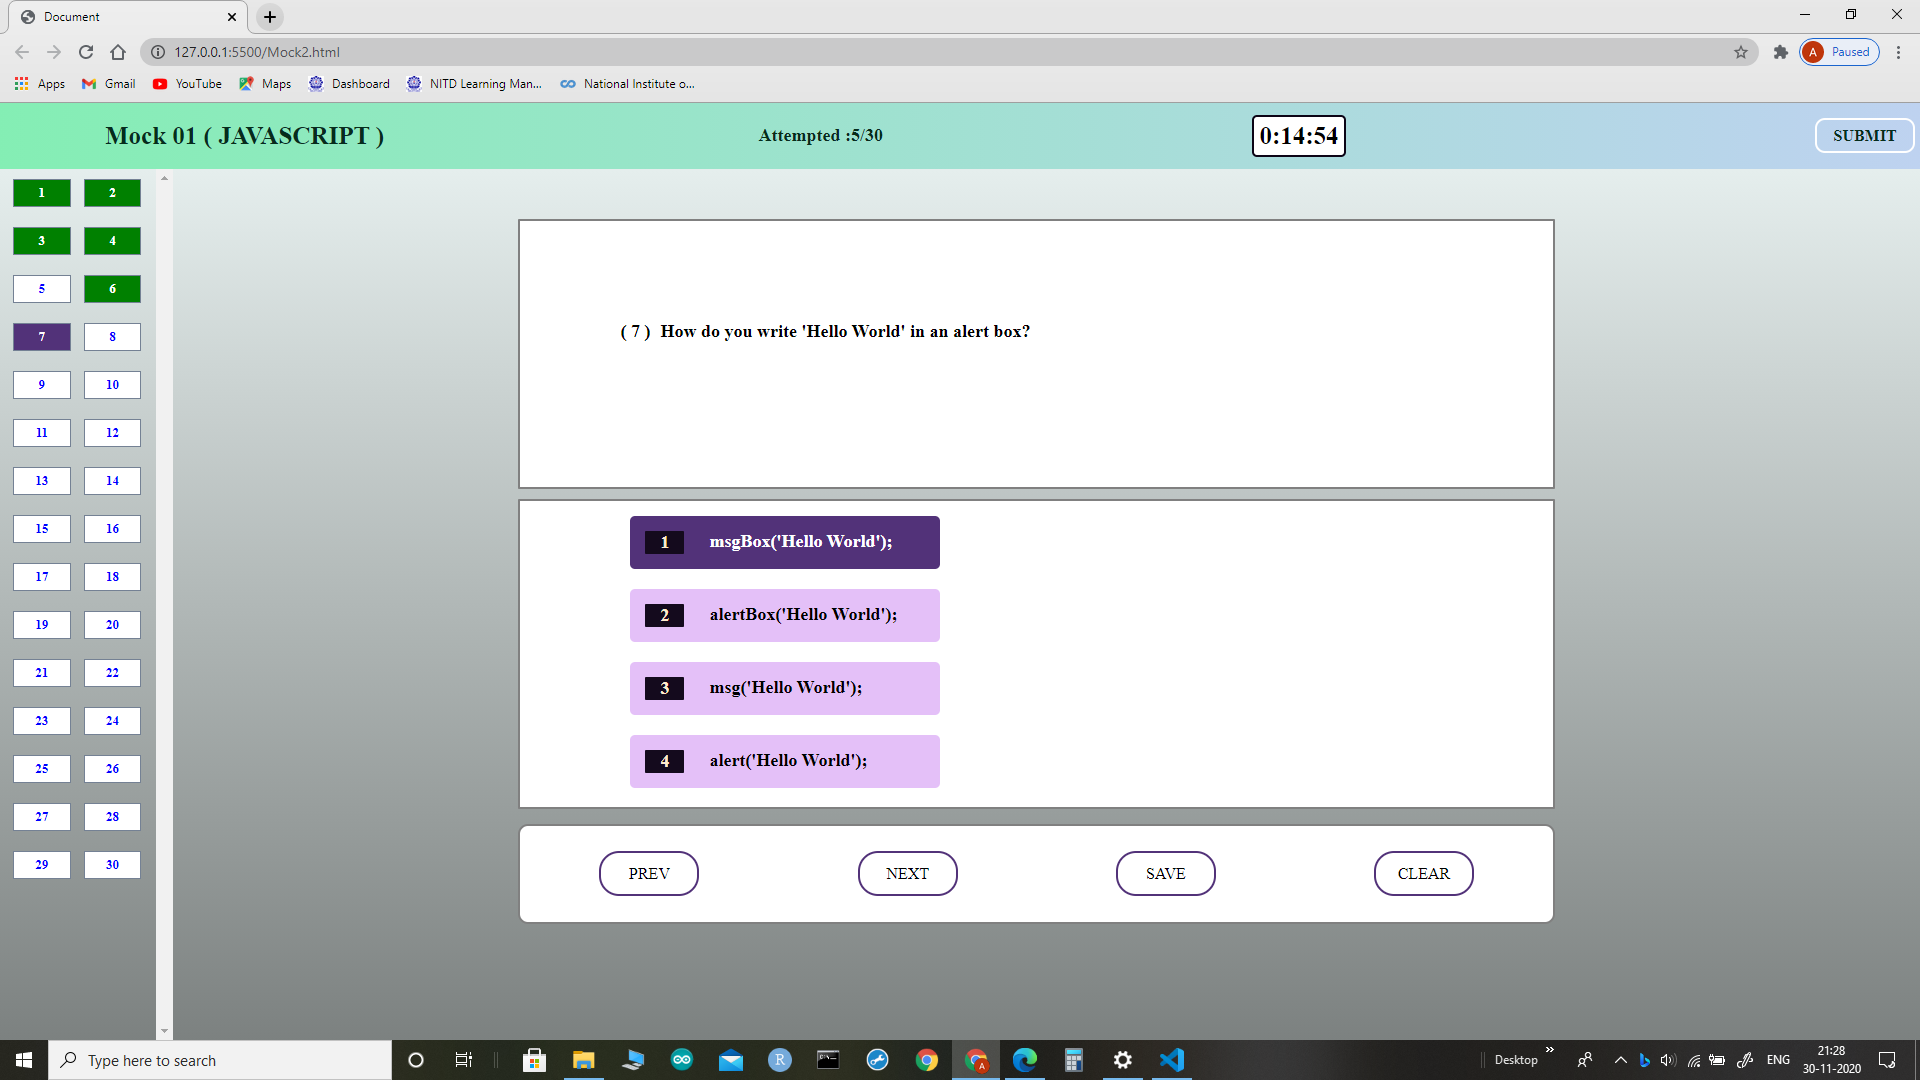 Document
127.0.0.1:5500/Mock2.html
A Paused
Apps Gmail YouTube Maps Dashboard NITD Learning Man... National Institute o...
Mock 01 ( JAVASCRIPT ) Attempted :5/30 0:14:54 SUBMIT
1 2
3 4
5 6
7 8
9 10
11 12
13 14
15 16
17 18
19 20
21 22
23 24
25 26
27 28
29 30
( 7 ) How do you write 'Hello World' in an alert box?
1 msgBox('Hello World');
2 alertBox('Hello World');
3 msg('Hello World');
4 alert('Hello World');
PREV NEXT SAVE CLEAR
Type here to search
Desktop
ENG
21:28
30-11-2020